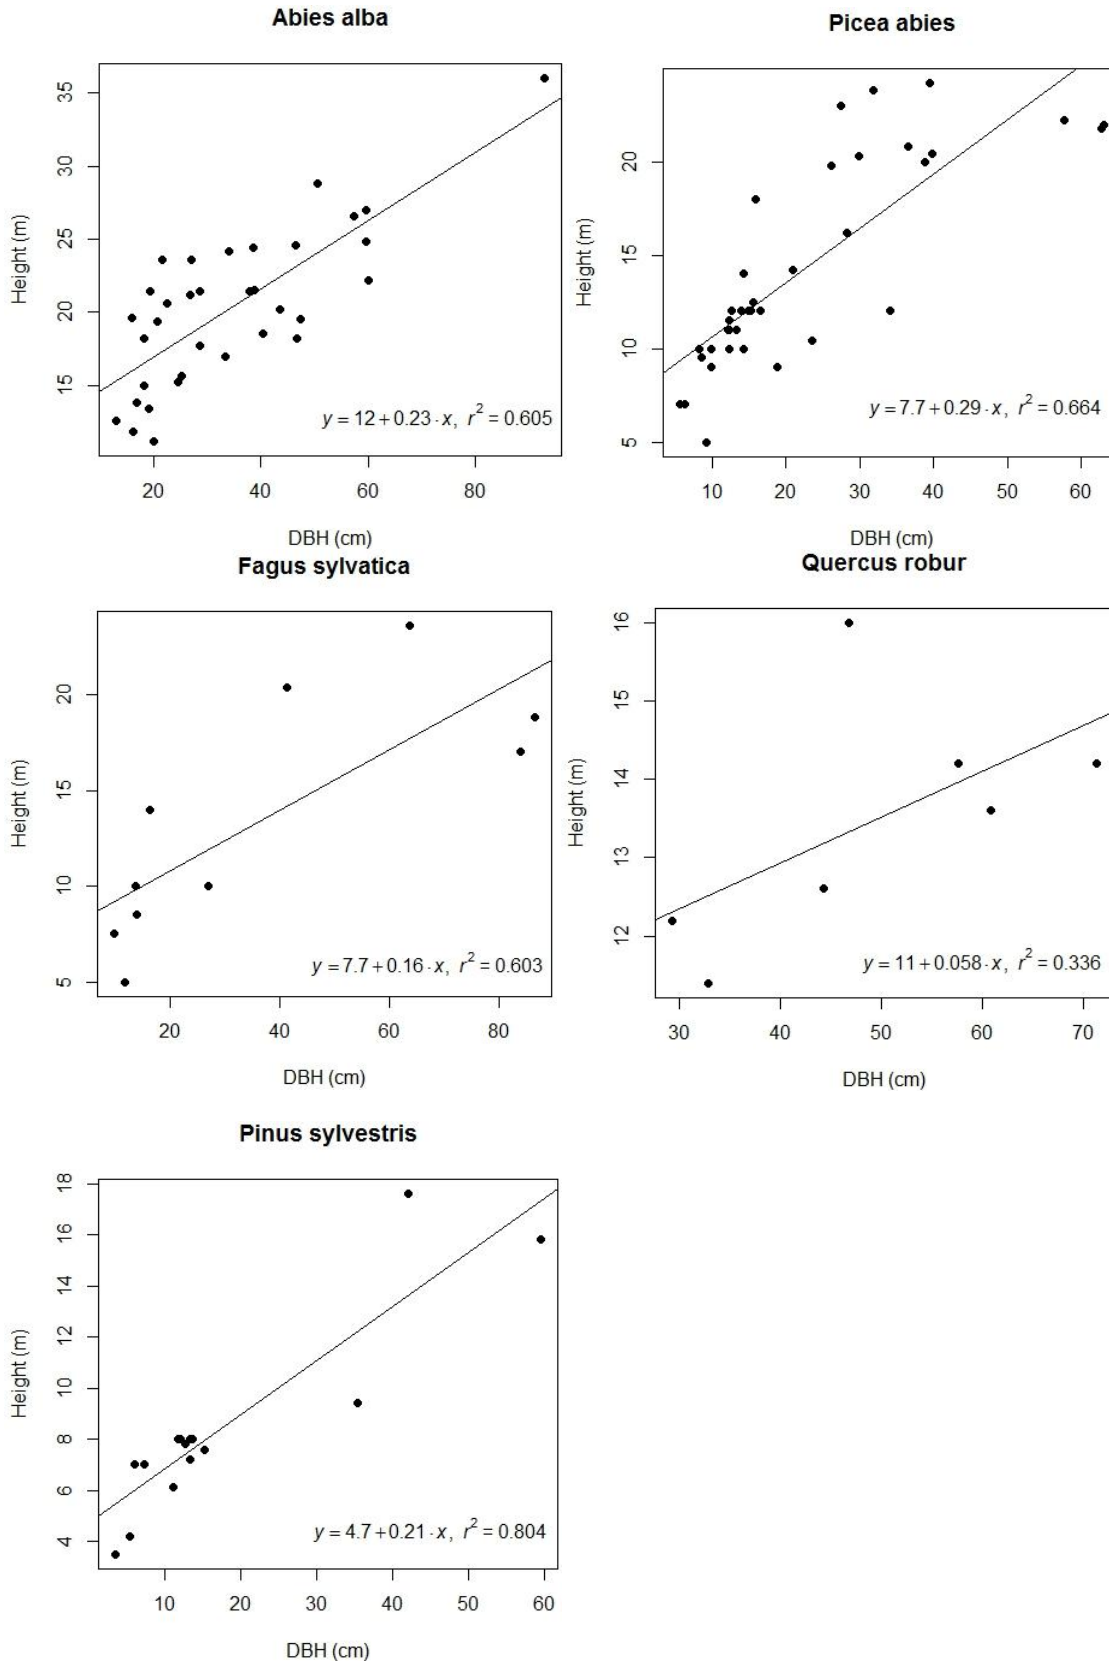 Abies alba
Height (m)
35
30
25
20
15
y = 12 + 0.23 · x, r² = 0.605
20 40 60 80
DBH (cm)
Picea abies
Height (m)
20
15
10
5
y = 7.7 + 0.29 · x, r² = 0.664
10 20 30 40 50 60
DBH (cm)
Fagus sylvatica
Height (m)
20
15
10
5
y = 7.7 + 0.16 · x, r² = 0.603
20 40 60 80
DBH (cm)
Quercus robur
Height (m)
16
15
14
13
12
y = 11 + 0.058 · x, r² = 0.336
30 40 50 60 70
DBH (cm)
Pinus sylvestris
Height (m)
18
16
14
12
10
8
6
4
y = 4.7 + 0.21 · x, r² = 0.804
10 20 30 40 50 60
DBH (cm)